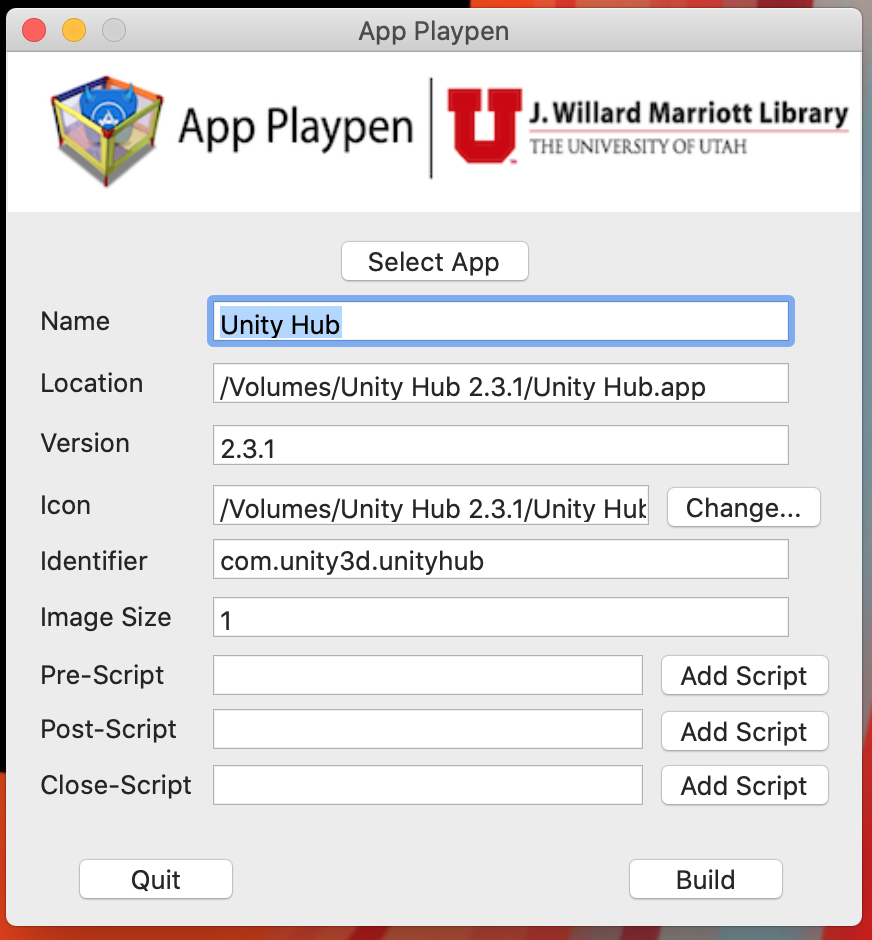 App Playpen
App Playpen
J. Willard Marriott Library
THE UNIVERSITY OF UTAH
Select App
Name
Unity Hub
Location
/Volumes/Unity Hub 2.3.1/Unity Hub.app
Version
2.3.1
Icon
/Volumes/Unity Hub 2.3.1/Unity Hub
Change...
Identifier
com.unity3d.unityhub
Image Size
1
Pre-Script
Add Script
Post-Script
Add Script
Close-Script
Add Script
Quit
Build